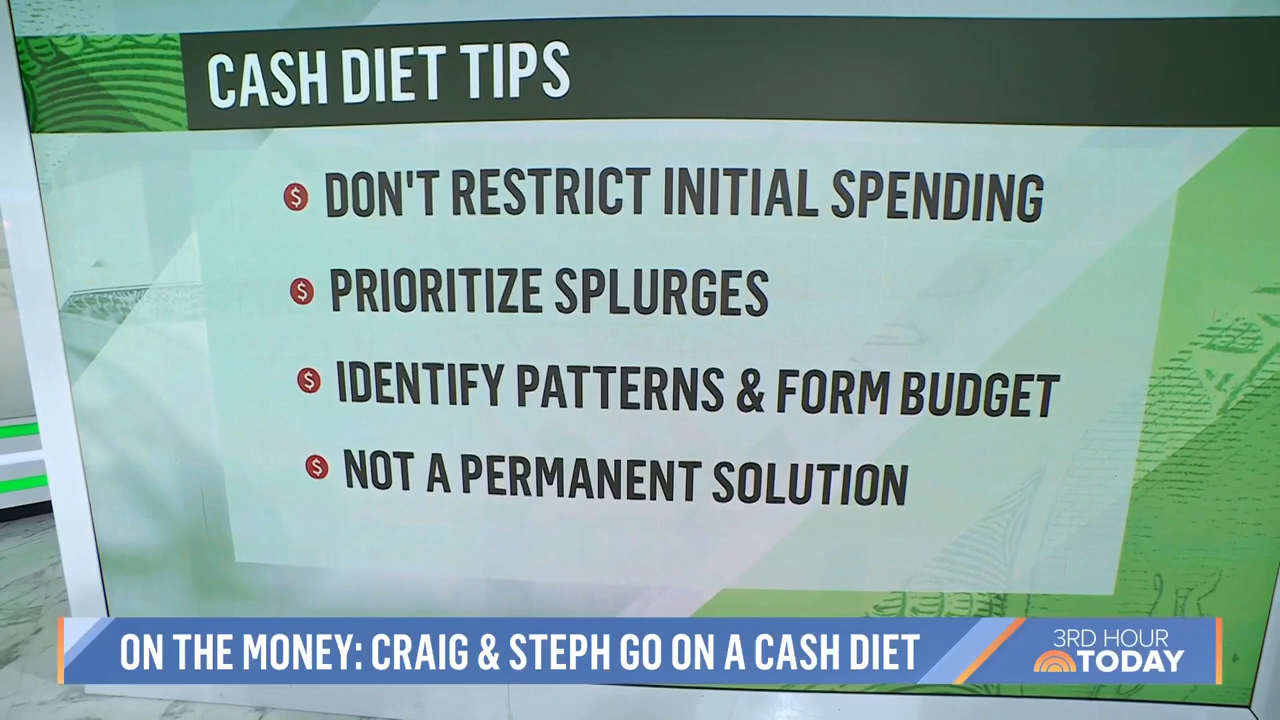 CASH DIET TIPS
DON'T RESTRICT INITIAL SPENDING
PRIORITIZE SPLURGES
IDENTIFY PATTERNS & FORM BUDGET
NOT A PERMANENT SOLUTION
ON THE MONEY: CRAIG & STEPH GO ON A CASH DIET
3RD HOUR
TODAY